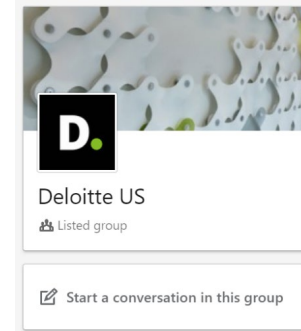 D.
Deloitte US
Listed group
Start a conversation in this group